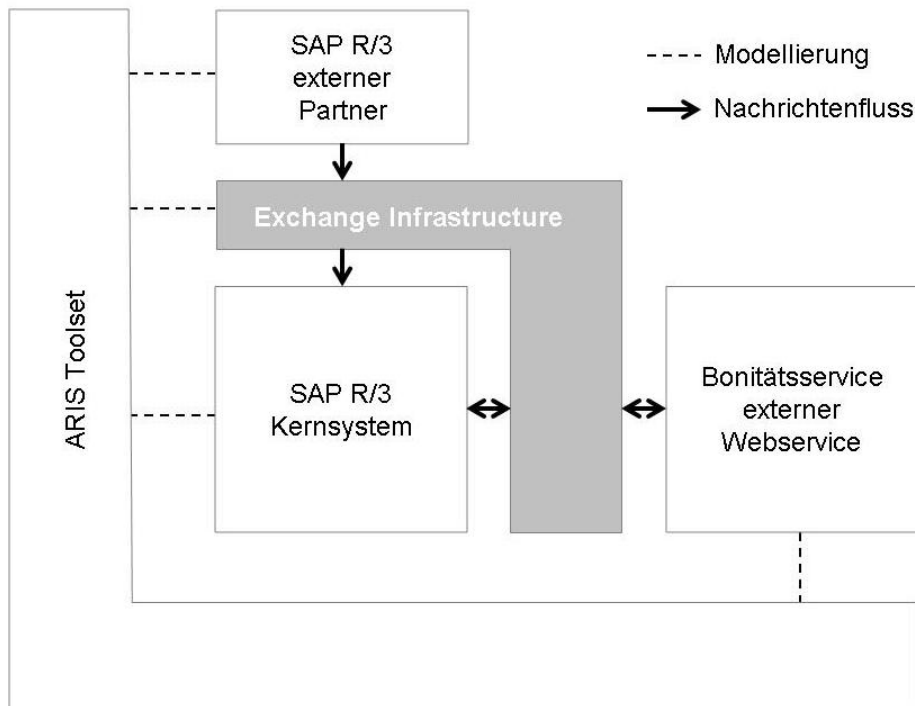 SAP R/3
externer
Partner
Modellierung
Nachrichtenfluss
Exchange Infrastructure
ARIS Toolset
SAP R/3
Kernsystem
Bonitätsservice
externer
Webservice